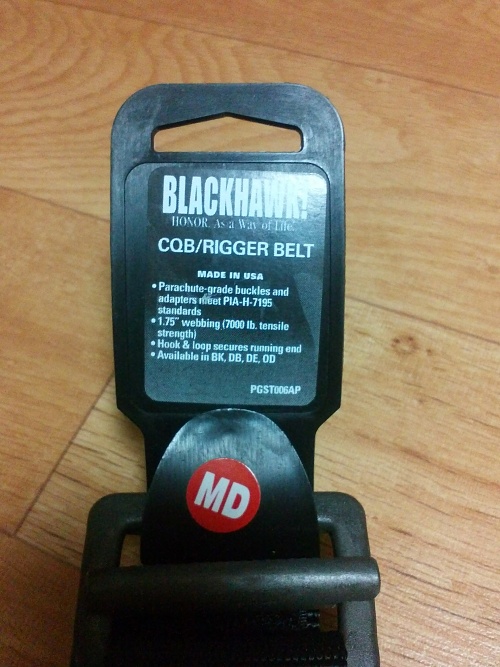 BLACKHAWK!
HONOR. As a Way of Life.
CQB/RIGGER BELT
MADE IN USA
• Parachute-grade buckles and
adapters meet PIA-H-7195
standards
• 1.75" webbing (7000 lb. tensile
strength)
• Hook & loop secures running end
• Available in BK, DB, DE, OD
PGST006AP
MD